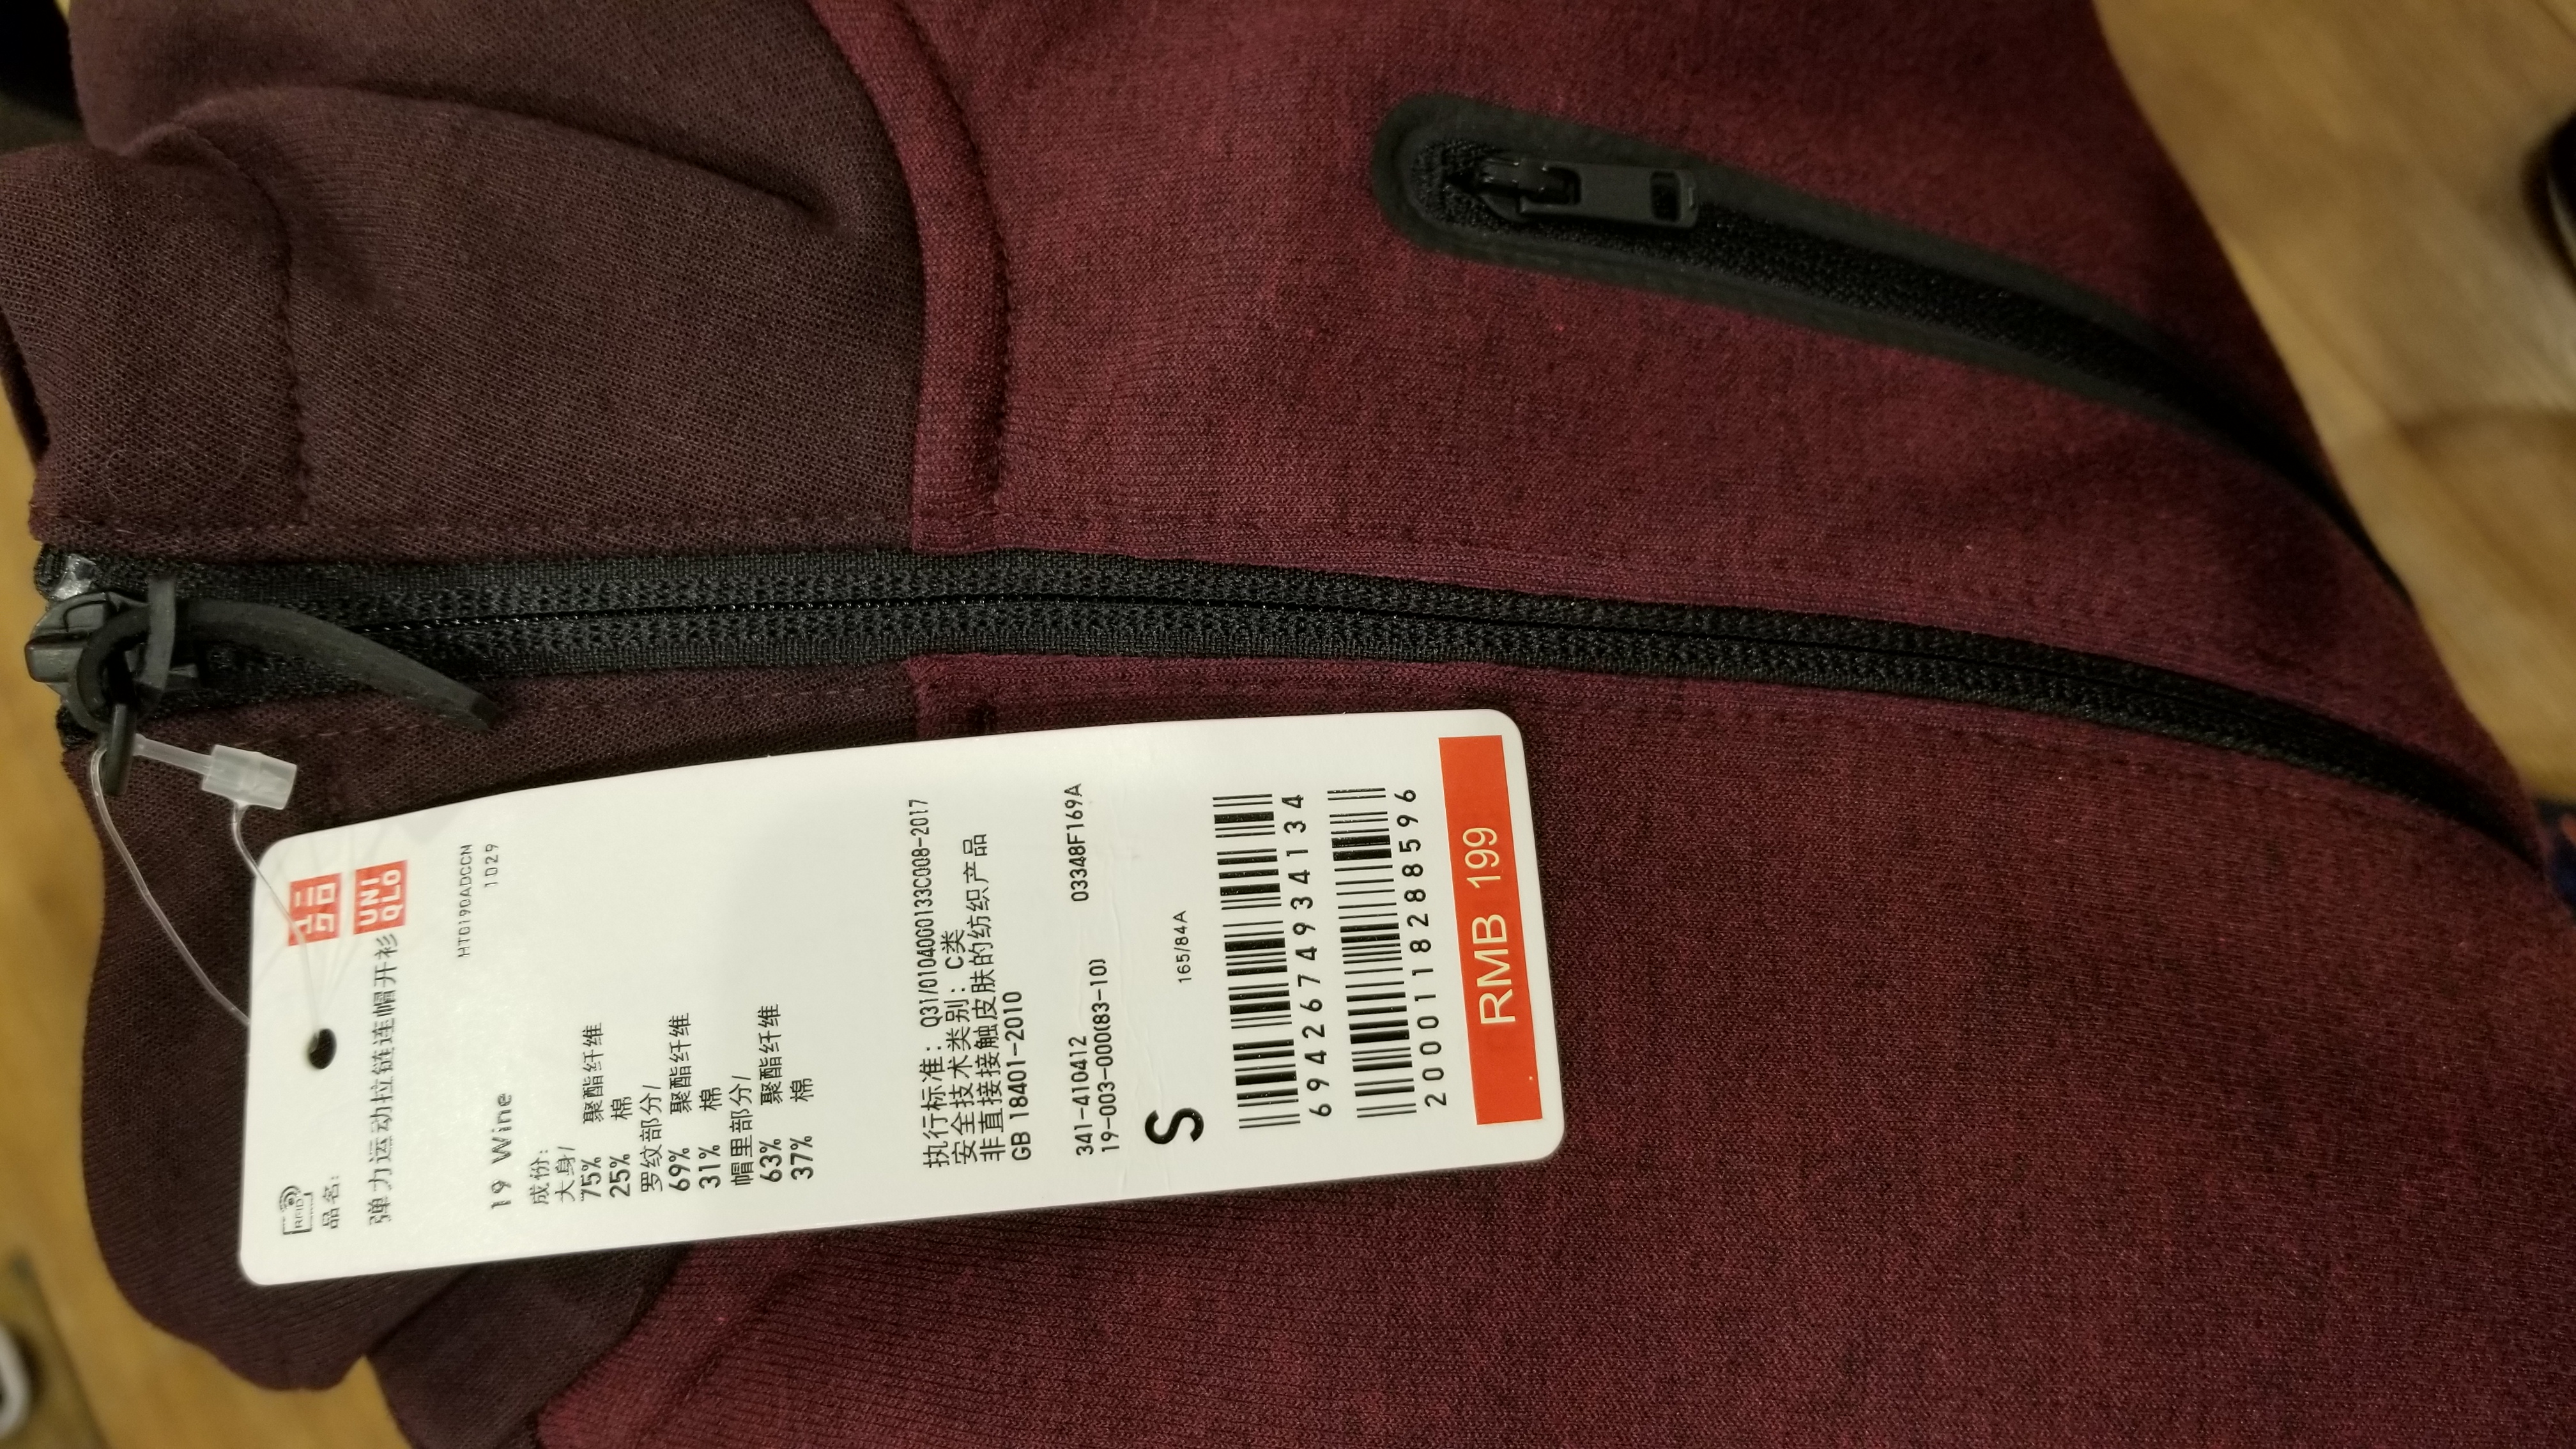 RFID
品名:
弹力运动拉链连帽开衫
UNI
QLO
HT0190ADCCN
1029
19 Wine
成份:
大身/
75% 聚酯纤维
25% 棉
罗纹部分/
69% 聚酯纤维
31% 棉
帽里部分/
63% 聚酯纤维
37% 棉
执行标准: Q31/0104000133C008-2017
安全技术类别: C类
非直接接触皮肤的纺织产品
GB 18401-2010
341-410412 03348F169A
19-003-000(83-10)
S 165/84A
6942674934134
2000118288596
RMB 199